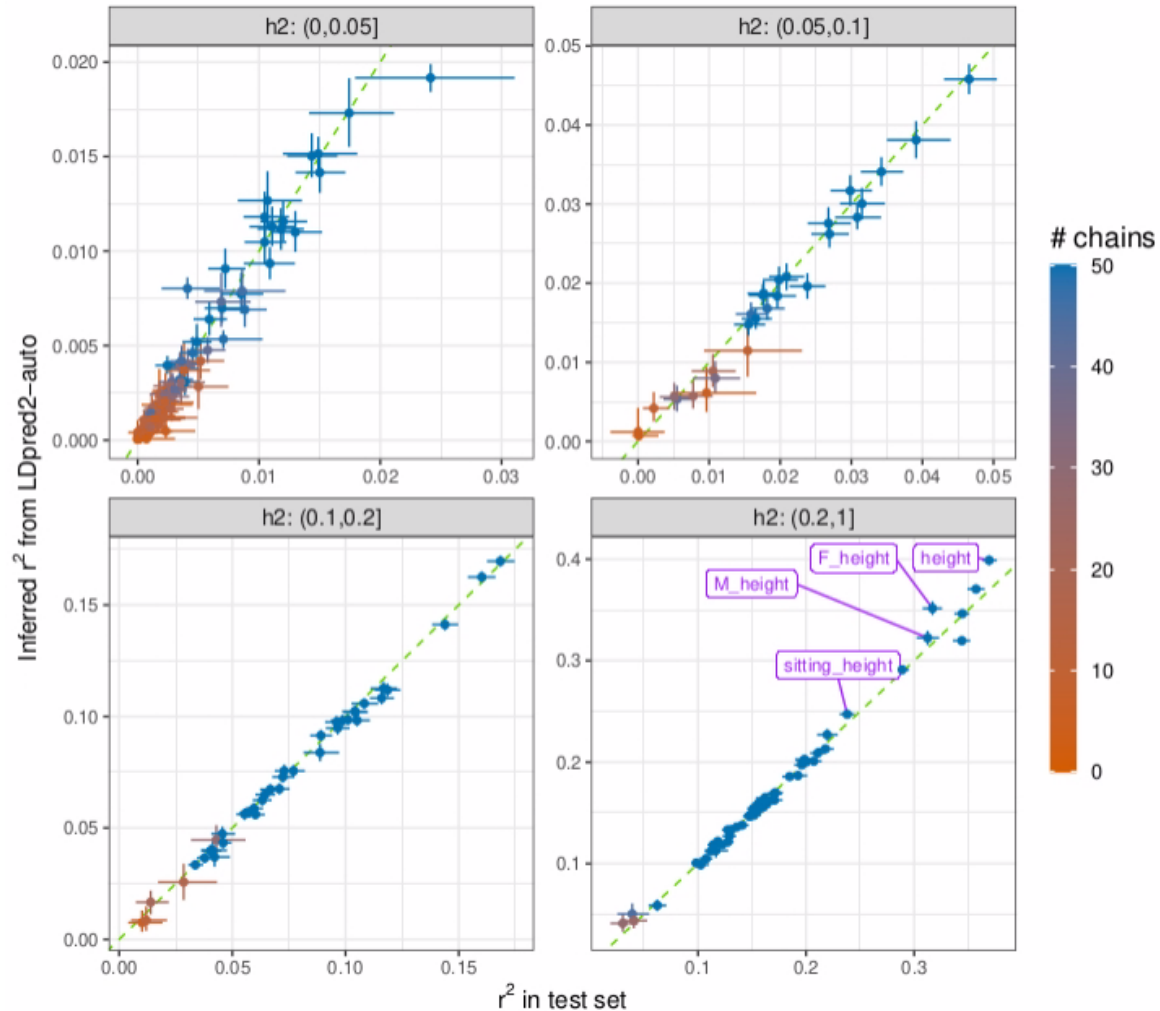 h2: (0,0.05]
h2: (0.05,0.1]
0.020
0.015
0.010
0.005
0.000
0.00 0.01 0.02 0.03
0.05
0.04
0.03
0.02
0.01
0.00
0.00 0.01 0.02 0.03 0.04 0.05
h2: (0.1,0.2]
h2: (0.2,1]
0.15
0.10
0.05
0.00
0.00 0.05 0.10 0.15
0.4
0.3
0.2
0.1
F_height
height
M_height
sitting_height
0.1 0.2 0.3
Inferred r² from LDpred2−auto
r² in test set
# chains
50
40
30
20
10
0